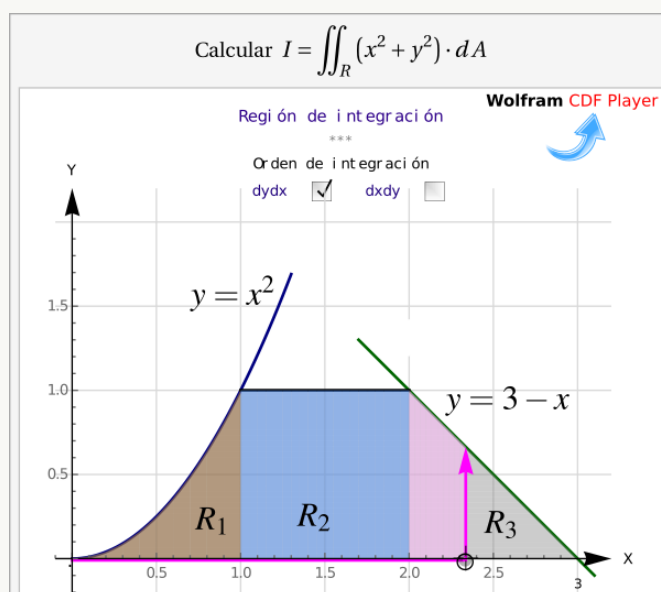 Calcular I = ∬_R (x² + y²) · dA
Wolfram CDF Player
Región de integración
***
Orden de integración
dydx dxdy
Y
y = x²
1.5
1.0
y = 3 − x
0.5
R₁ R₂ R₃
X
0.5 1.0 1.5 2.0 2.5
3